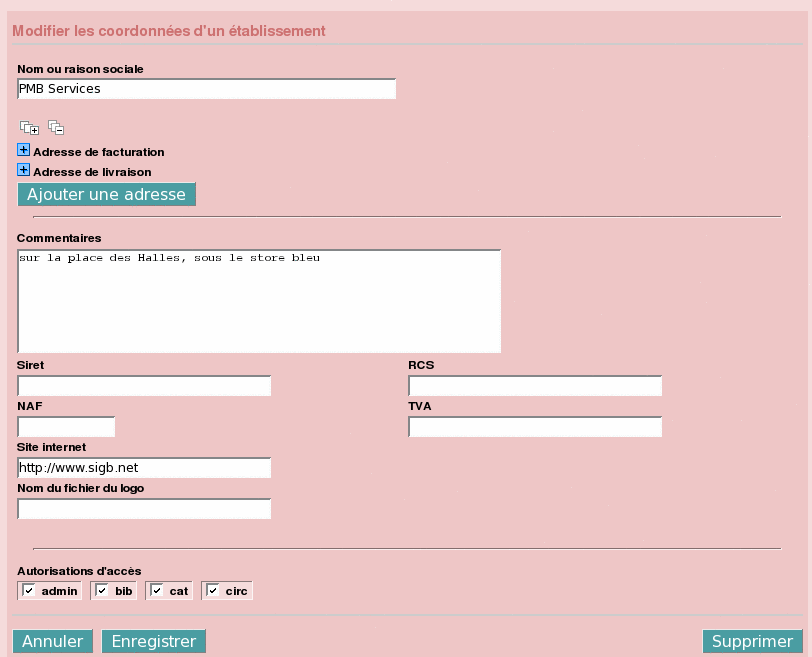 Modifier les coordonnées d'un établissement
Nom ou raison sociale
PMB Services
Adresse de facturation
Adresse de livraison
Ajouter une adresse
Commentaires
sur la place des Halles, sous le store bleu
Siret RCS
NAF TVA
Site internet
http://www.sigb.net
Nom du fichier du logo
Autorisations d'accès
admin bib cat circ
Annuler Enregistrer Supprimer